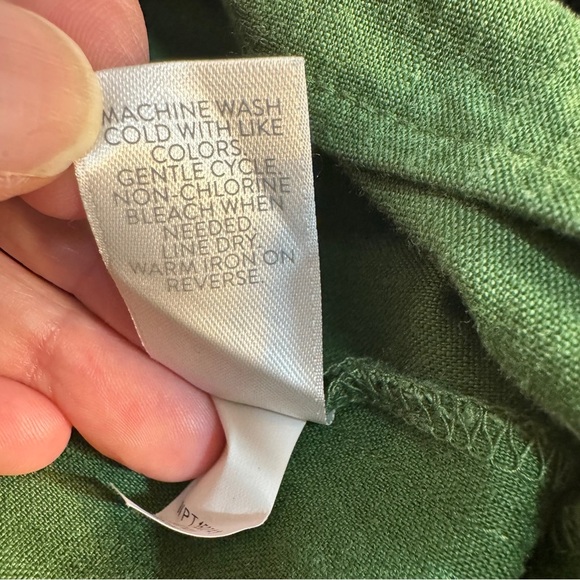 MACHINE WASH
COLD WITH LIKE
COLORS.
GENTLE CYCLE.
NON-CHLORINE
BLEACH WHEN
NEEDED.
LINE DRY.
WARM IRON ON
REVERSE.